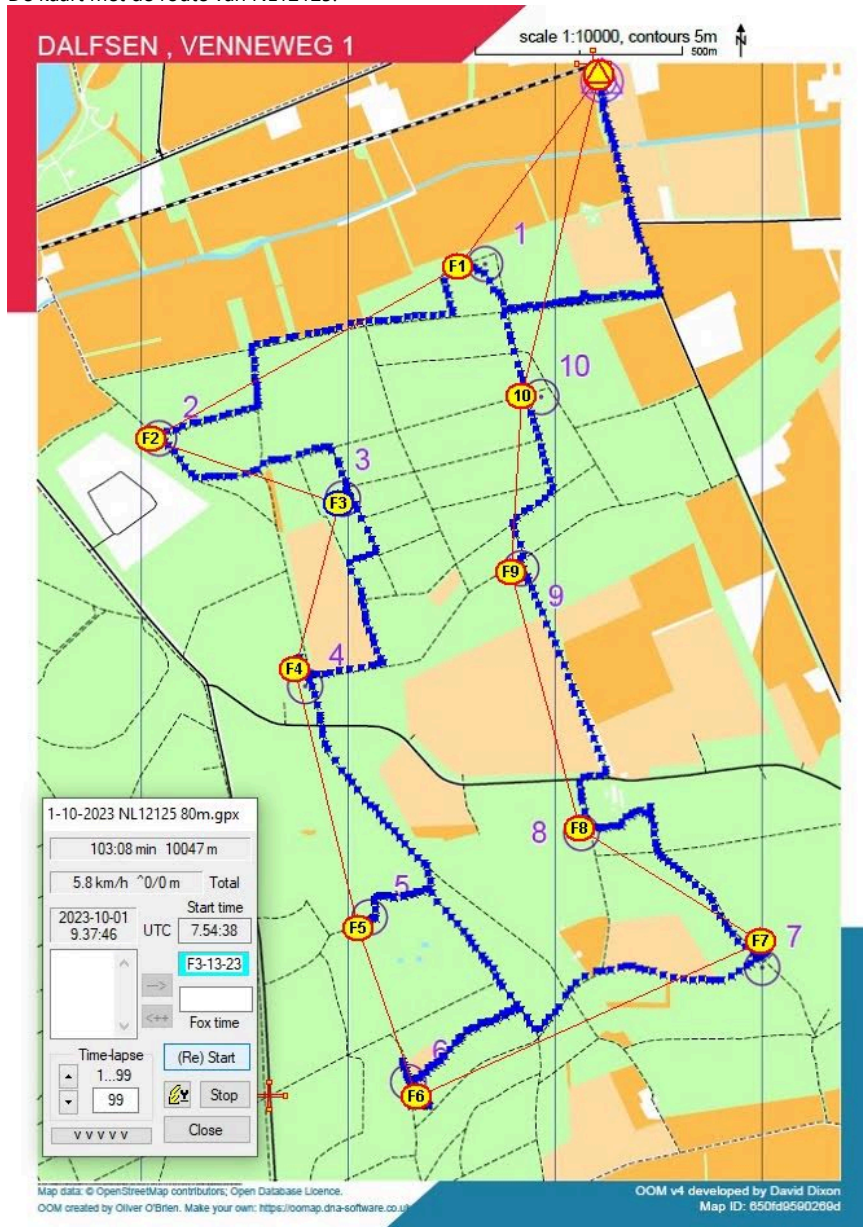 De kaart met de route van NL12125:
DALFSEN , VENNEWEG 1
scale 1:10000, contours 5m
500m
N
1
F1
10
10
2
F2
3
F3
F9
9
4
F4
8
F8
5
F5
F7
7
6
F6
1-10-2023 NL12125 80m.gpx
103:08 min 10047 m
5.8 km/h ^0/0 m Total
2023-10-01
9.37:46
UTC
Start time
7.54:38
F3-13-23
-->
<++
Fox time
Time-lapse
1...99
99
(Re) Start
Stop
Close
v v v v v
Map data: © OpenStreetMap contributors; Open Database Licence.
OOM created by Oliver O'Brien. Make your own: https://oomap.dna-software.co.uk
OOM v4 developed by David Dixon
Map ID: 650fd9590269d